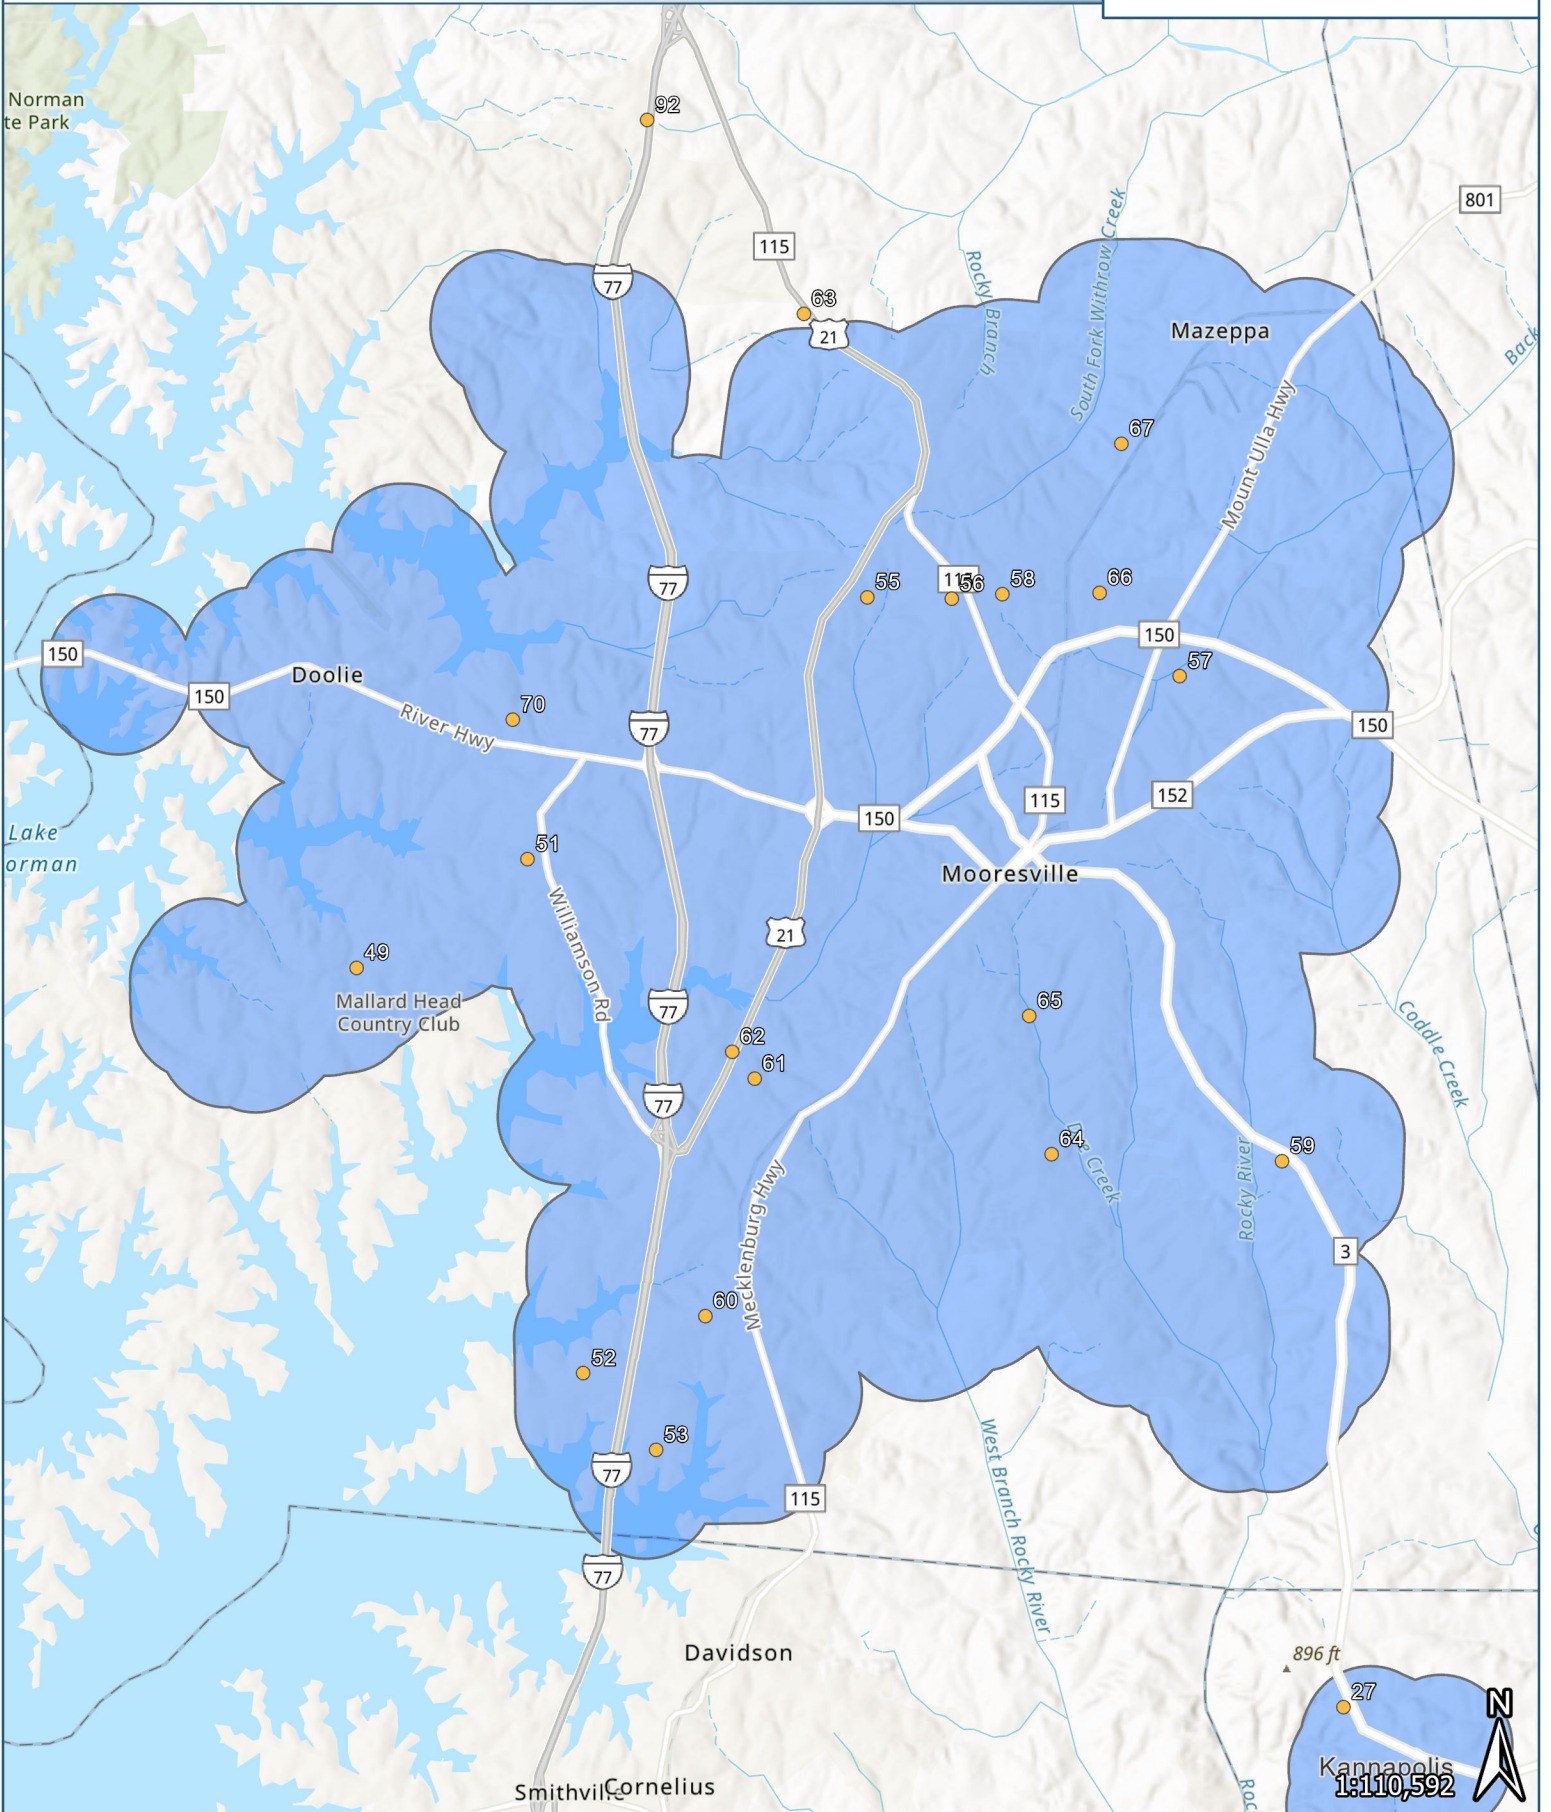 Norman
te Park
92
801
115
77
63
21
Rocky Branch
South Fork Withrow Creek
Mazeppa
Back
67
Mount Ulla Hwy
77
55
56
58
66
150
150
57
150
Doolie
70
River Hwy
77
150
152
115
150
Lake
orman
51
Mooresville
Williamson Rd
21
49
Mallard Head
Country Club
77
65
Coddle Creek
62
61
77
64
59
Rocky River
Mecklenburg Hwy
3
60
52
53
77
115
West Branch Rocky River
77
Davidson
896 ft
27
N
Kannapolis
1:110,592
Smithville
Cornelius
Roc